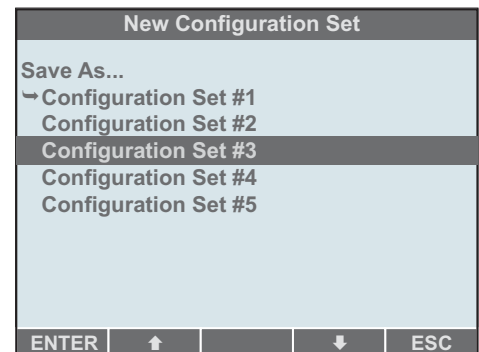 New Configuration Set
Save As...
Configuration Set #1
Configuration Set #2
Configuration Set #3
Configuration Set #4
Configuration Set #5
ENTER ESC